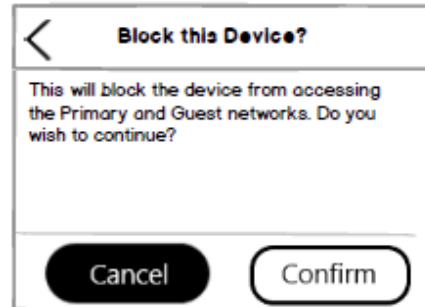 Block this Device?
This will block the device from accessing
the Primary and Guest networks. Do you
wish to continue?
Cancel
Confirm